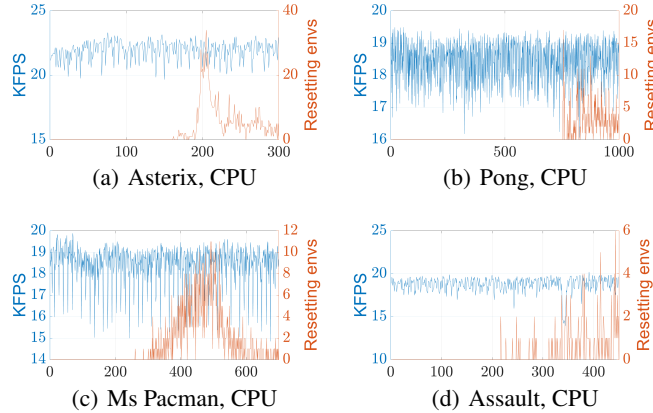 25 40
KFPS 20 30 20 10 Resetting envs
15 0
0 100 200 300
(a) Asterix, CPU
20 20
19 15
KFPS 18 10 Resetting envs
17 5
16 0
0 500 1000
(b) Pong, CPU
20 12
19 10
18 8
KFPS 17 6 Resetting envs
16 4
15 2
14 0
0 200 400 600
(c) Ms Pacman, CPU
25 6
20 4
KFPS 15 2 Resetting envs
10 0
0 100 200 300 400
(d) Assault, CPU